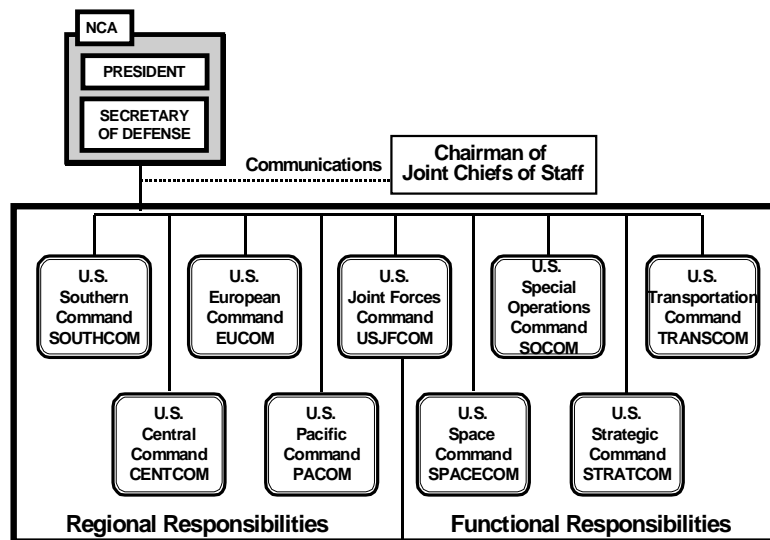 NCA
PRESIDENT
SECRETARY
OF DEFENSE
Communications
Chairman of
Joint Chiefs of Staff
U.S.
Southern
Command
SOUTHCOM
U.S.
European
Command
EUCOM
U.S.
Joint Forces
Command
USJFCOM
U.S.
Special
Operations
Command
SOCOM
U.S.
Transportation
Command
TRANSCOM
U.S.
Central
Command
CENTCOM
U.S.
Pacific
Command
PACOM
U.S.
Space
Command
SPACECOM
U.S.
Strategic
Command
STRATCOM
Regional Responsibilities
Functional Responsibilities